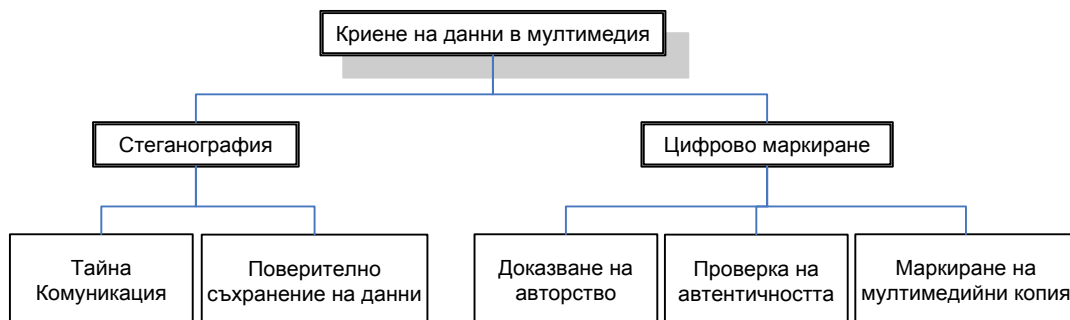 Криене на данни в мултимедия
Стеганография
Цифрово маркиране
Тайна
Комуникация
Поверително
съхранение на данни
Доказване на
авторство
Проверка на
автентичността
Маркиране на
мултимедийни копия